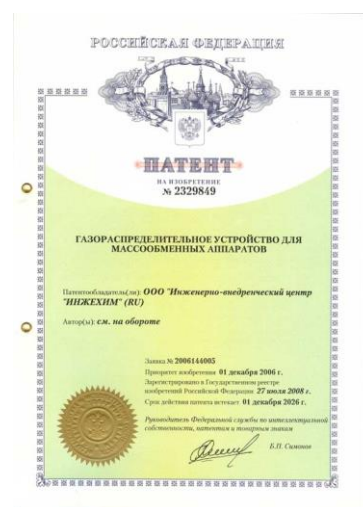 РОССИЙСКАЯ ФЕДЕРАЦИЯ
ПАТЕНТ
НА ИЗОБРЕТЕНИЕ
№ 2329849
ГАЗОРАСПРЕДЕЛИТЕЛЬНОЕ УСТРОЙСТВО ДЛЯ
МАССООБМЕННЫХ АППАРАТОВ
Патентообладатель(ли): ООО "Инженерно-внедренческий центр
"ИНЖЕХИМ" (RU)
Автор(ы): см. на обороте
Заявка № 2006144005
Приоритет изобретения 01 декабря 2006 г.
Зарегистрировано в Государственном реестре
изобретений Российской Федерации 27 июля 2008 г.
Срок действия патента истекает 01 декабря 2026 г.
Руководитель Федеральной службы по интеллектуальной
собственности, патентам и товарным знакам
Б.П. Симонов